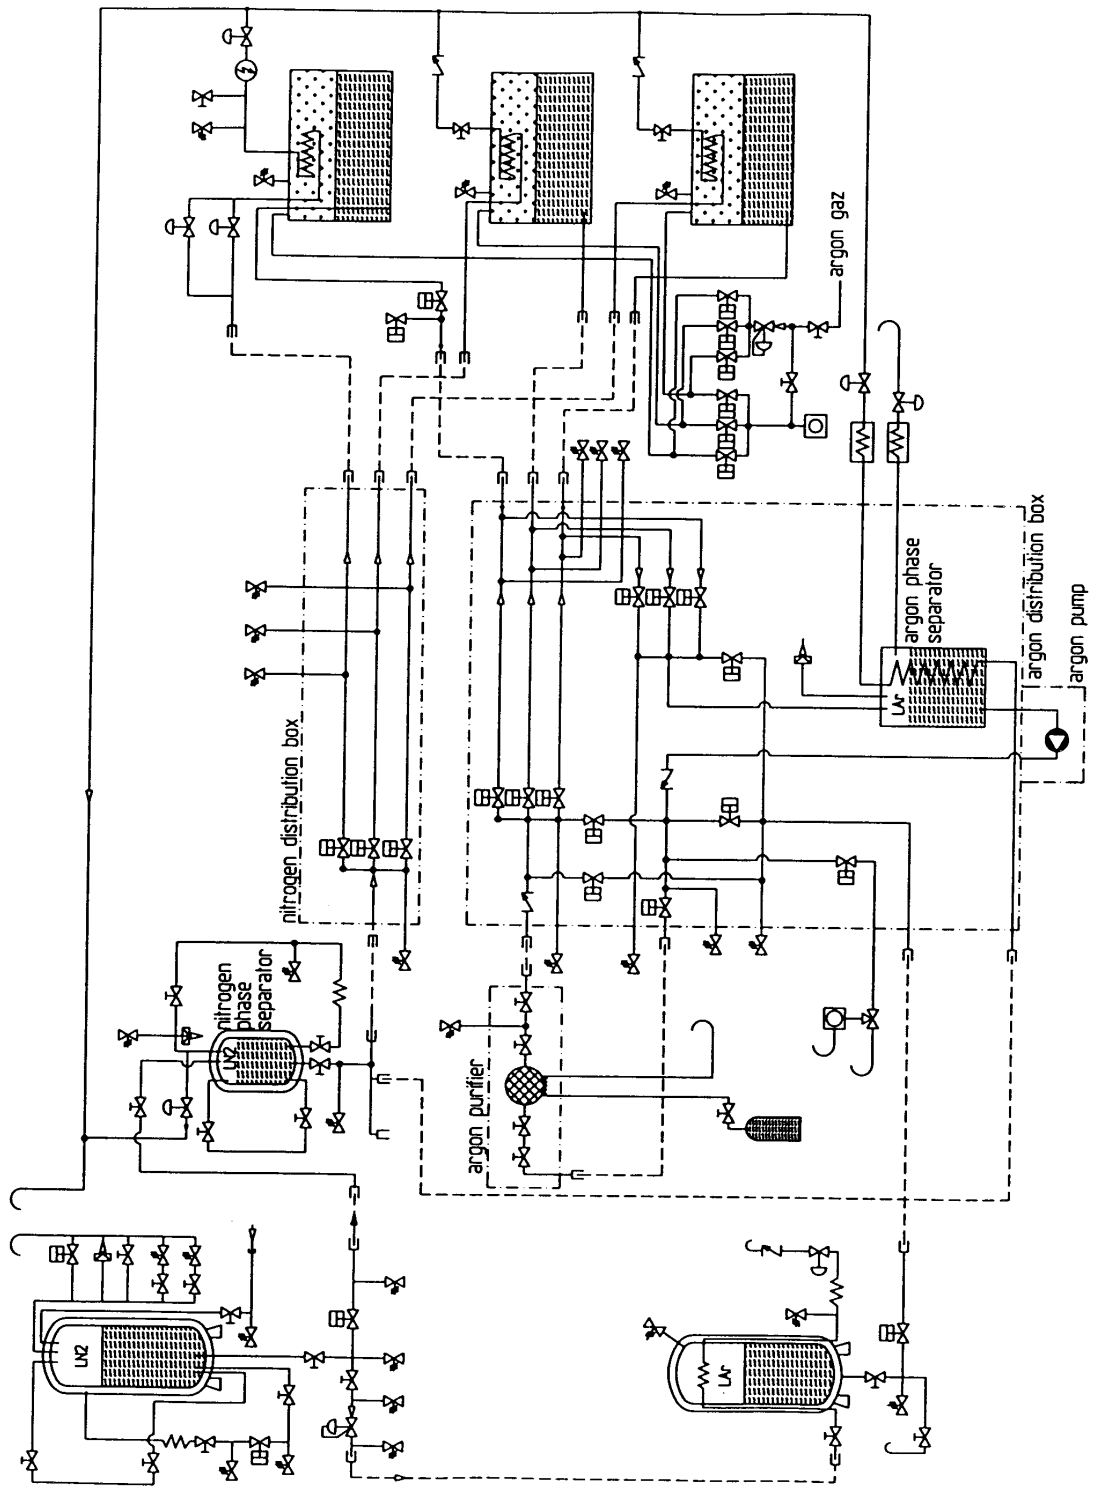 argon gaz
argon phase
separator
argon distribution box
argon pump
LAr
nitrogen distribution box
nitrogen
phase
separator
LN2
argon purifier
LN2
LAr